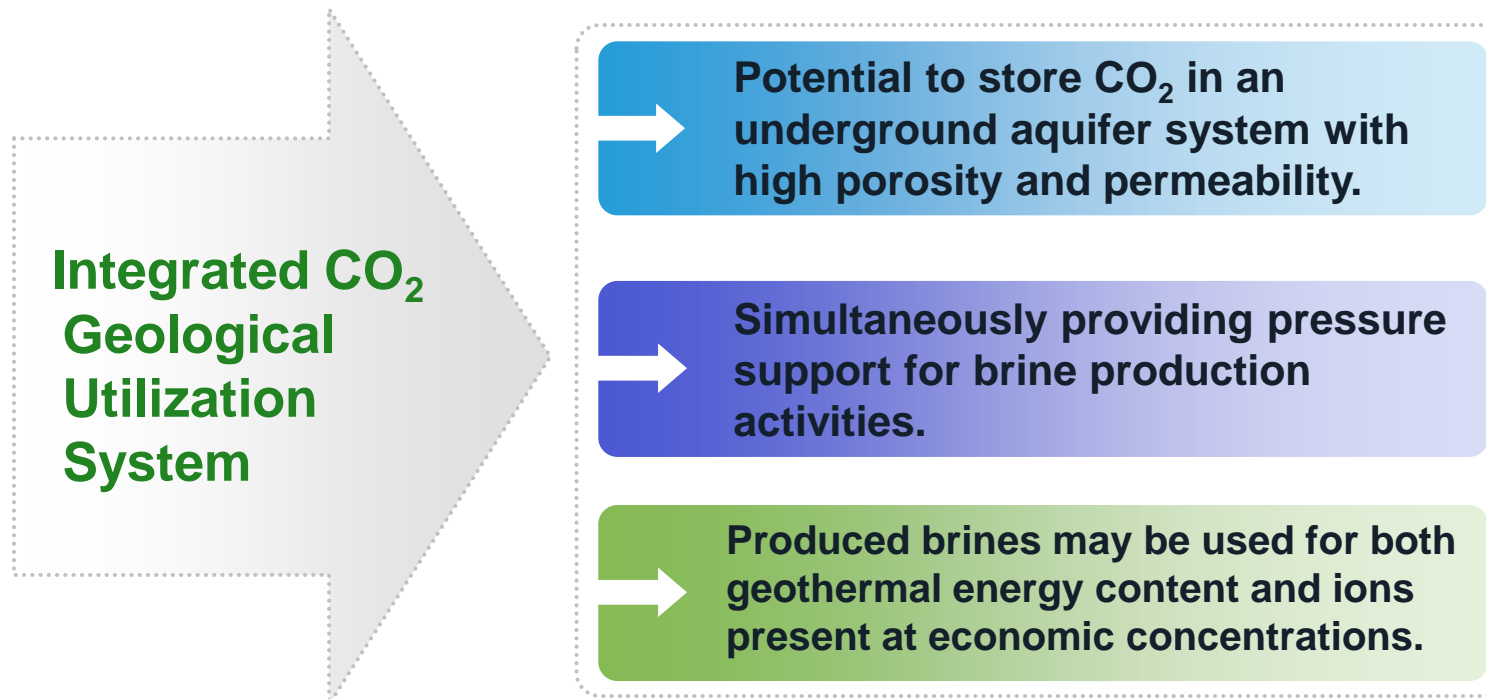 Integrated CO₂
Geological
Utilization
System
Potential to store CO₂ in an
underground aquifer system with
high porosity and permeability.
Simultaneously providing pressure
support for brine production
activities.
Produced brines may be used for both
geothermal energy content and ions
present at economic concentrations.